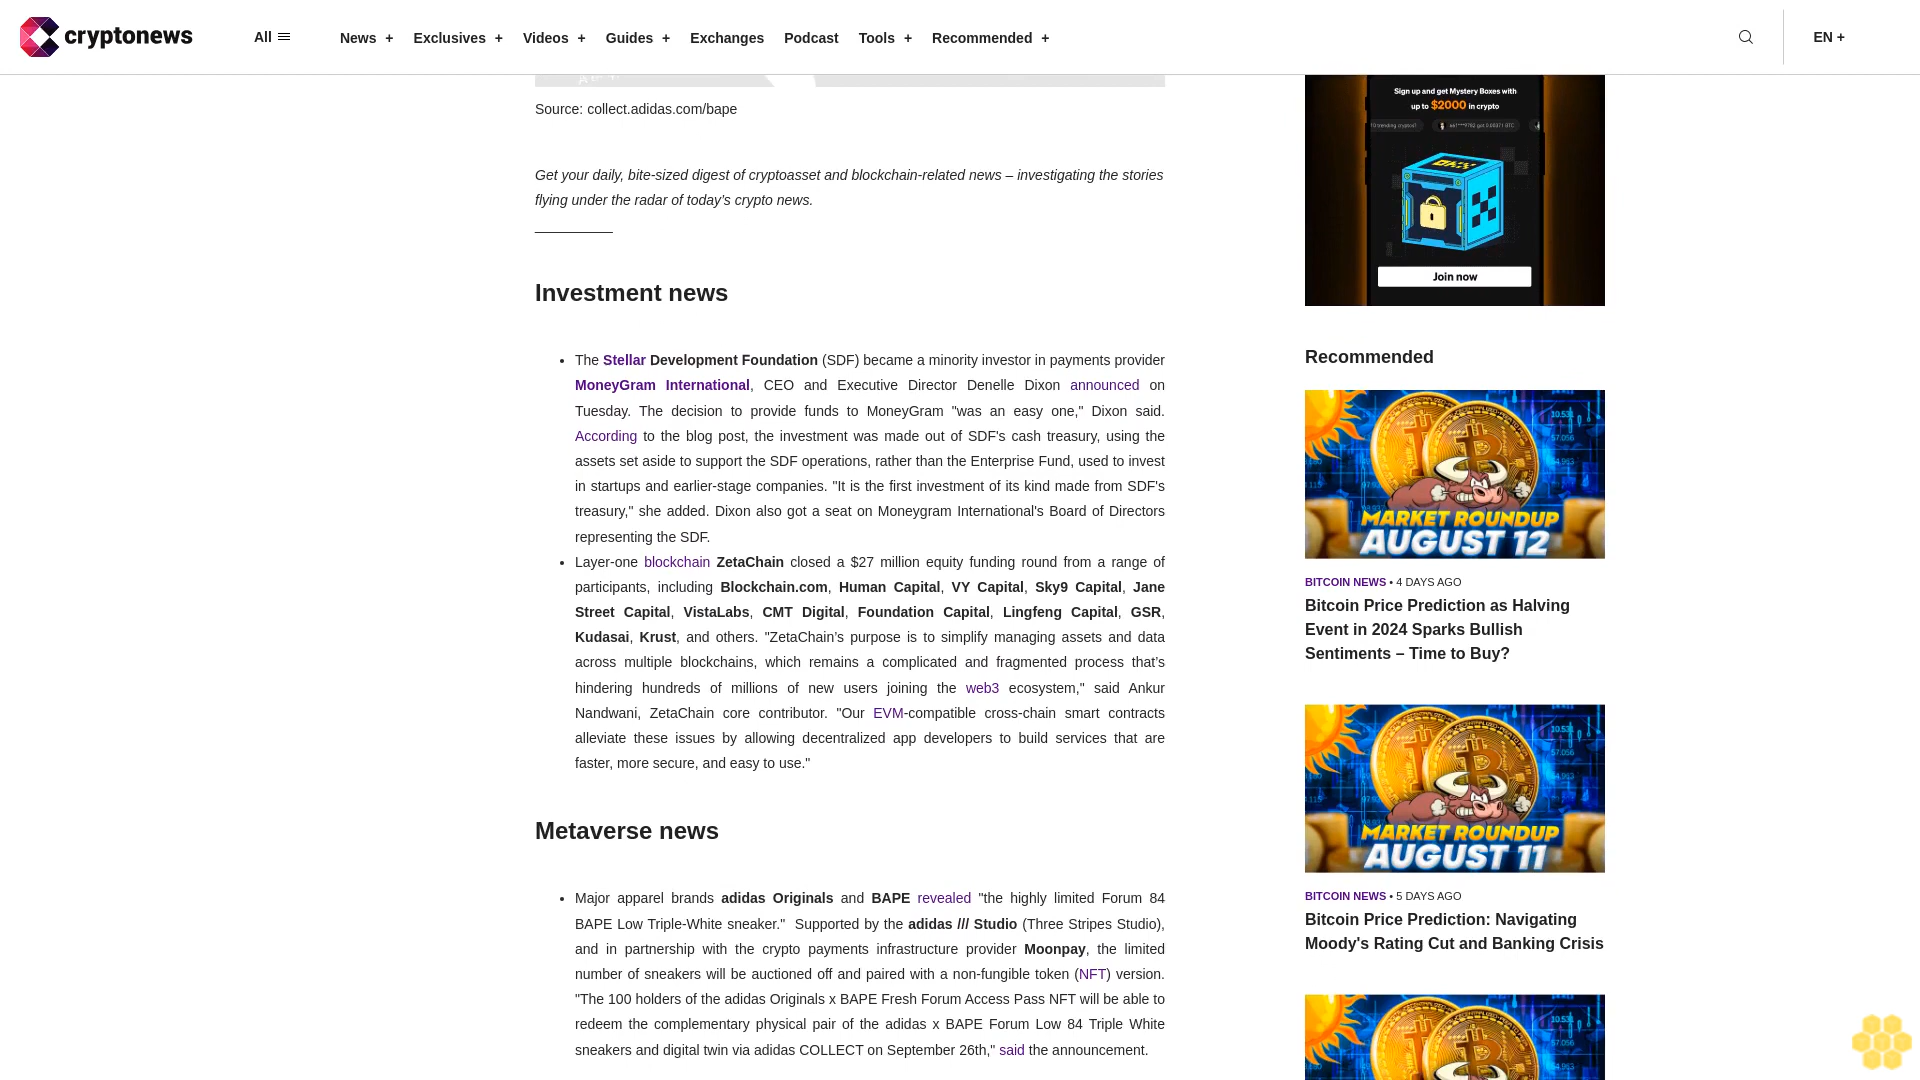 cryptonews
All
News + Exclusives + Videos + Guides + Exchanges Podcast Tools + Recommended +
EN +
Source: collect.adidas.com/bape
Get your daily, bite-sized digest of cryptoasset and blockchain-related news – investigating the stories
flying under the radar of today's crypto news.
__________
Investment news
The Stellar Development Foundation (SDF) became a minority investor in payments provider
MoneyGram International, CEO and Executive Director Denelle Dixon announced on
Tuesday. The decision to provide funds to MoneyGram "was an easy one," Dixon said.
According to the blog post, the investment was made out of SDF's cash treasury, using the
assets set aside to support the SDF operations, rather than the Enterprise Fund, used to invest
in startups and earlier-stage companies. "It is the first investment of its kind made from SDF's
treasury," she added. Dixon also got a seat on Moneygram International's Board of Directors
representing the SDF.
Layer-one blockchain ZetaChain closed a $27 million equity funding round from a range of
participants, including Blockchain.com, Human Capital, VY Capital, Sky9 Capital, Jane
Street Capital, VistaLabs, CMT Digital, Foundation Capital, Lingfeng Capital, GSR,
Kudasai, Krust, and others. "ZetaChain's purpose is to simplify managing assets and data
across multiple blockchains, which remains a complicated and fragmented process that's
hindering hundreds of millions of new users joining the web3 ecosystem," said Ankur
Nandwani, ZetaChain core contributor. "Our EVM-compatible cross-chain smart contracts
alleviate these issues by allowing decentralized app developers to build services that are
faster, more secure, and easy to use."
Metaverse news
Major apparel brands adidas Originals and BAPE revealed "the highly limited Forum 84
BAPE Low Triple-White sneaker."  Supported by the adidas /// Studio (Three Stripes Studio),
and in partnership with the crypto payments infrastructure provider Moonpay, the limited
number of sneakers will be auctioned off and paired with a non-fungible token (NFT) version.
"The 100 holders of the adidas Originals x BAPE Fresh Forum Access Pass NFT will be able to
redeem the complementary physical pair of the adidas x BAPE Forum Low 84 Triple White
sneakers and digital twin via adidas COLLECT on September 26th," said the announcement.
Sign up and get Mystery Boxes with
up to $2000 in crypto
OKX
Join now
Recommended
MARKET ROUNDUP
AUGUST 12
BITCOIN NEWS • 4 DAYS AGO
Bitcoin Price Prediction as Halving
Event in 2024 Sparks Bullish
Sentiments – Time to Buy?
MARKET ROUNDUP
AUGUST 11
BITCOIN NEWS • 5 DAYS AGO
Bitcoin Price Prediction: Navigating
Moody's Rating Cut and Banking Crisis